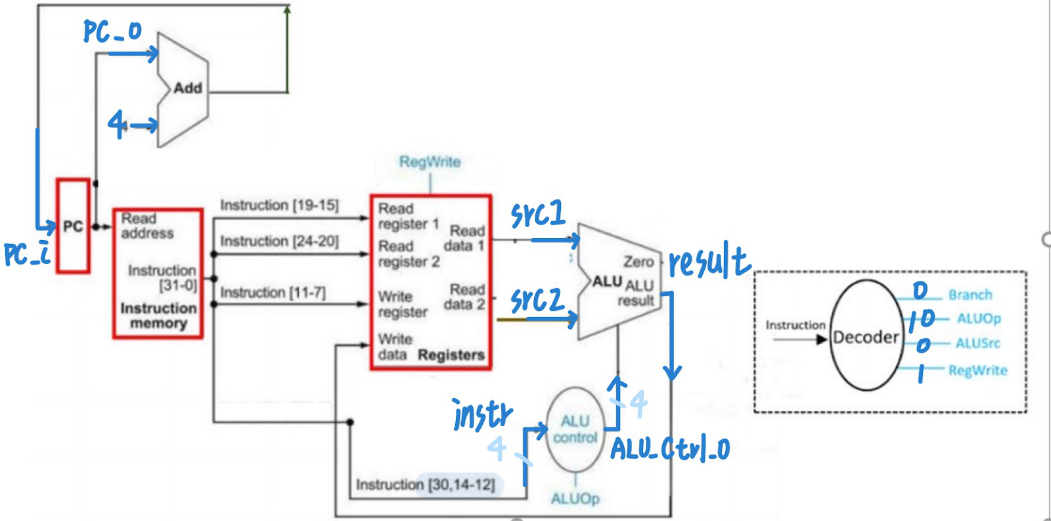 PC_o
Add
4
RegWrite
PC
PC_i
Read
address
Instruction
[31-0]
Instruction
memory
Instruction [19-15]
Instruction [24-20]
Instruction [11-7]
Read
register 1
Read
data 1
Read
register 2
Write
register
Read
data 2
Write
data
Registers
src1
src2
Zero
ALU
ALU
result
result
Instruction
Decoder
0
Branch
10
ALUOp
0
ALUSrc
1
RegWrite
instr
4
ALU
control
4
ALU_Ctrl_o
Instruction [30,14-12]
ALUOp